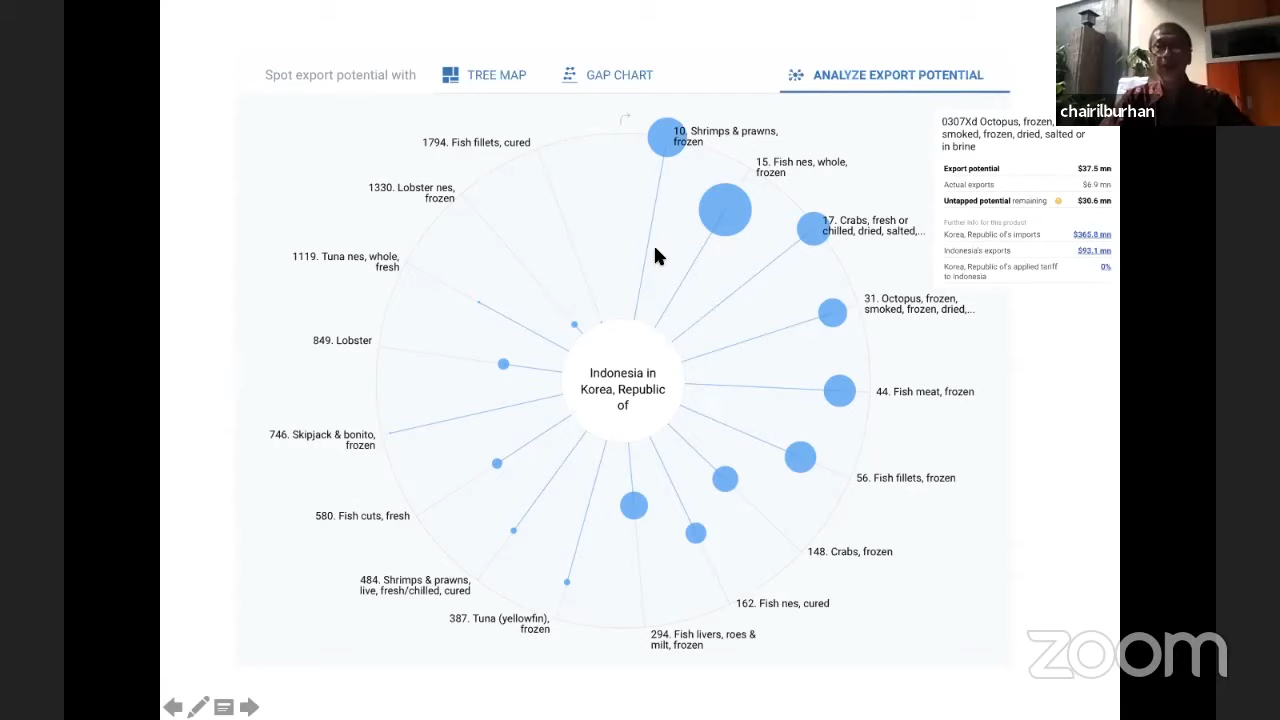 Spot export potential with
TREE MAP
GAP CHART
ANALYZE EXPORT POTENTIAL
chairilburhan
0307Xd Octopus, frozen,
smoked, frozen, dried, salted or
in brine
Export potential $37.5 mn
Actual exports $6.9 mn
Untapped potential remaining $30.6 mn
Further info for this product
Korea, Republic of's imports $365.8 mn
Indonesia's exports $93.1 mn
Korea, Republic of's applied tariff 0%
to Indonesia
10. Shrimps & prawns,
frozen
15. Fish nes, whole,
frozen
17. Crabs, fresh or
chilled, dried, salted,...
31. Octopus, frozen,
smoked, frozen, dried,...
44. Fish meat, frozen
56. Fish fillets, frozen
148. Crabs, frozen
162. Fish nes, cured
294. Fish livers, roes &
milt, frozen
387. Tuna (yellowfin),
frozen
484. Shrimps & prawns,
live, fresh/chilled, cured
580. Fish cuts, fresh
746. Skipjack & bonito,
frozen
849. Lobster
1119. Tuna nes, whole,
fresh
1330. Lobster nes,
frozen
1794. Fish fillets, cured
Indonesia in
Korea, Republic
of
zoom